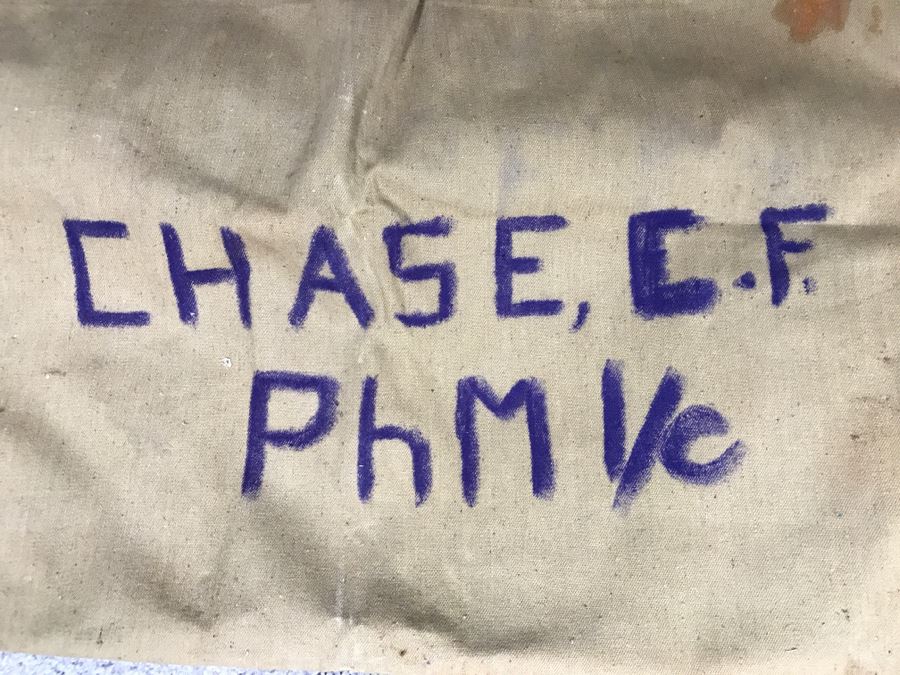 CHASE, C.F.
PhM 1/c